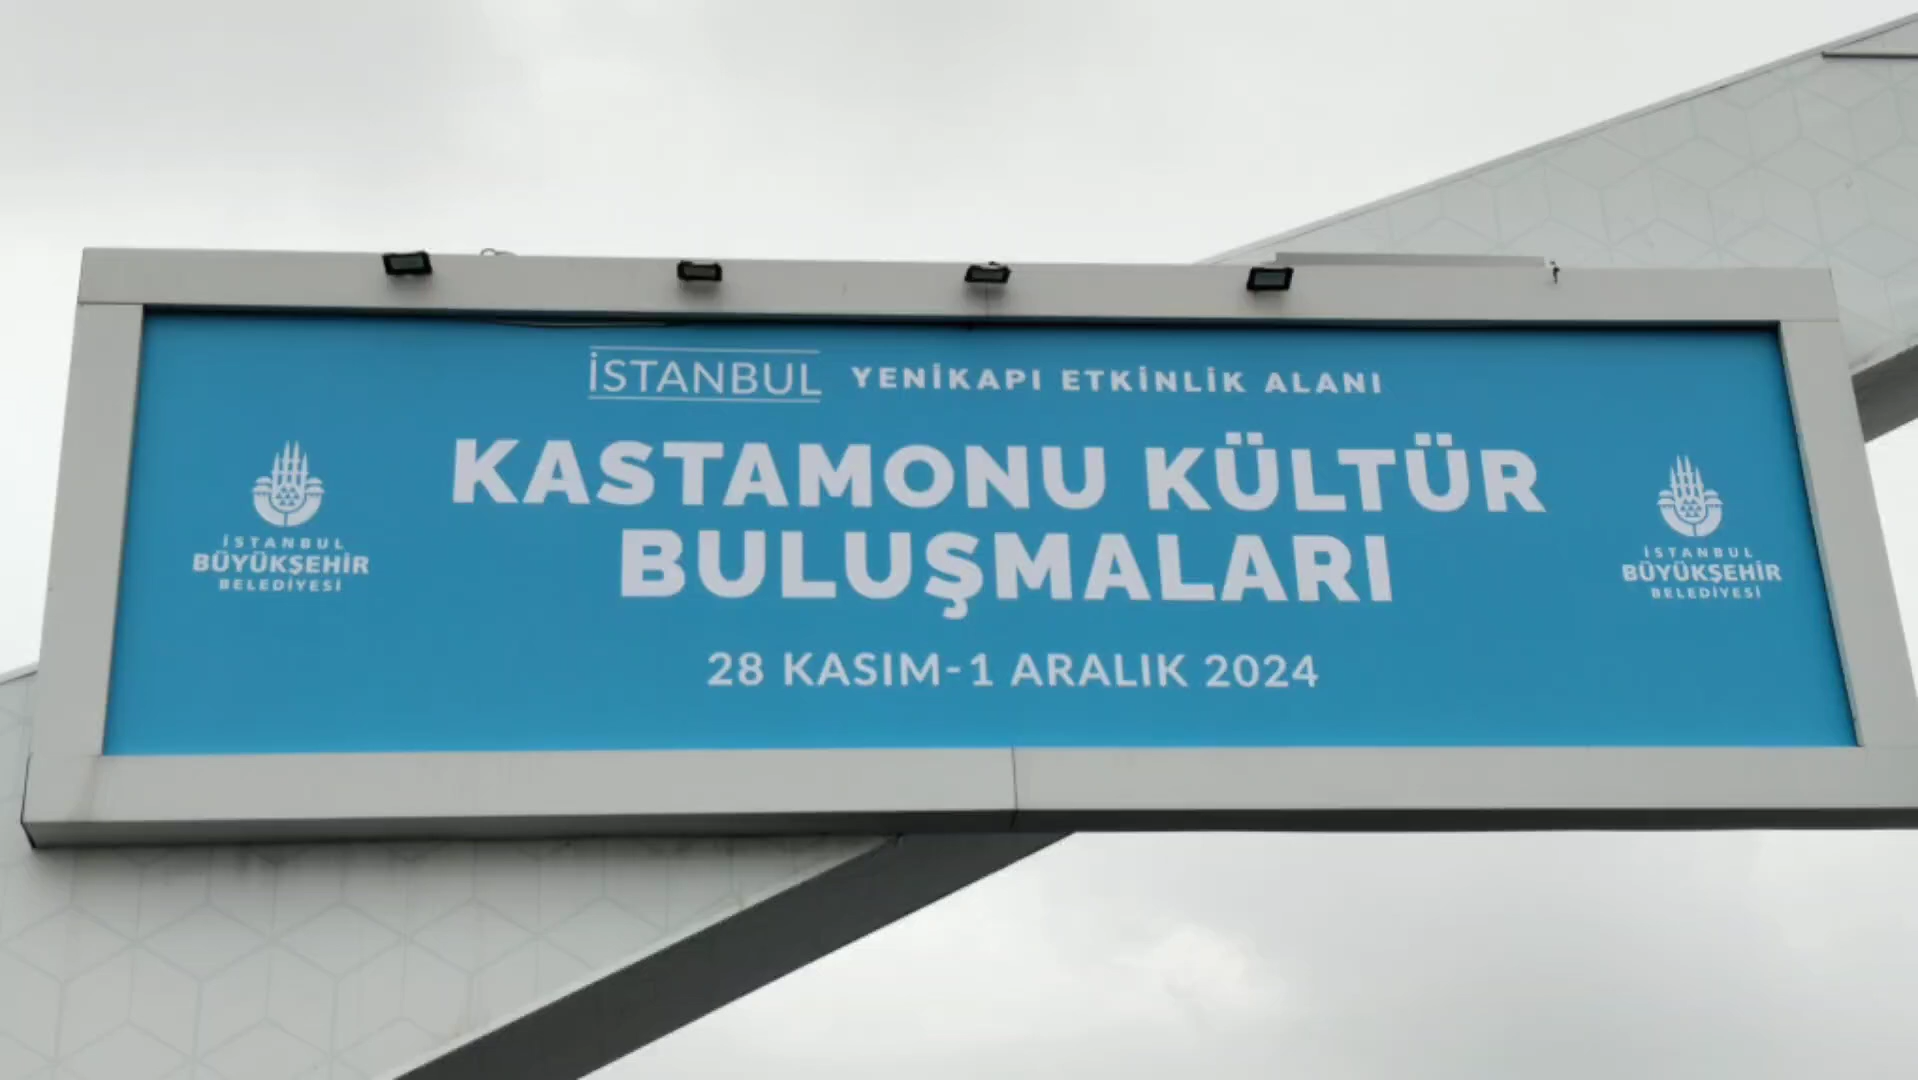 İSTANBUL YENİKAPI ETKİNLİK ALANI
KASTAMONU KÜLTÜR
BULUŞMALARI
28 KASIM-1 ARALIK 2024
İSTANBUL
BÜYÜKŞEHİR
BELEDİYESİ
İSTANBUL
BÜYÜKŞEHİR
BELEDİYESİ